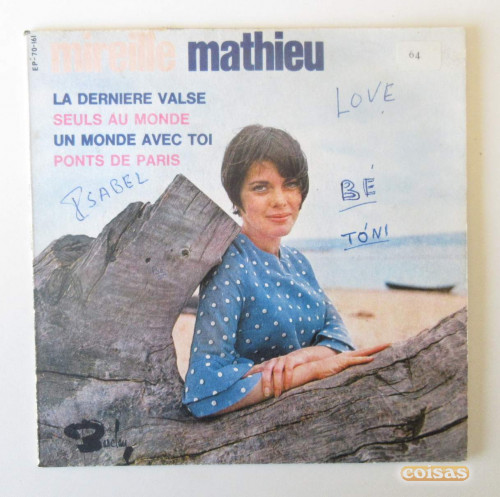 EP-70-161
mireille mathieu
64
LA DERNIERE VALSE
SEULS AU MONDE
UN MONDE AVEC TOI
PONTS DE PARIS
LOVE
ISABEL
BÉ
TÓNI
Barclay
coisas